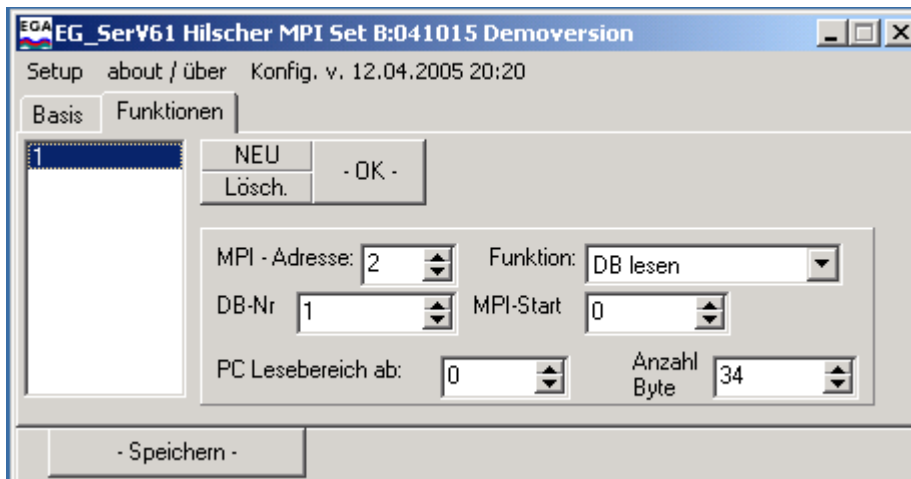 EGA EG_SerV61 Hilscher MPI Set B:041015 Demoversion
Setup about / über Konfig. v. 12.04.2005 20:20
Basis Funktionen
1
NEU
Lösch.
- OK -
MPI - Adresse: 2 Funktion: DB lesen
DB-Nr 1 MPI-Start 0
PC Lesebereich ab: 0 Anzahl Byte 34
- Speichern -